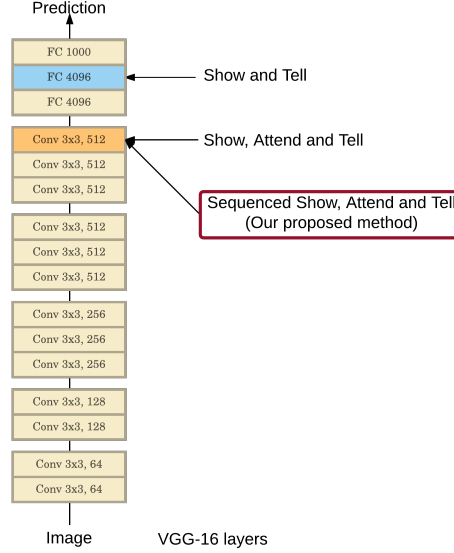 Prediction
FC 1000
FC 4096
Show and Tell
FC 4096
Conv 3x3, 512
Show, Attend and Tell
Conv 3x3, 512
Conv 3x3, 512
Sequenced Show, Attend and Tell
(Our proposed method)
Conv 3x3, 512
Conv 3x3, 512
Conv 3x3, 512
Conv 3x3, 256
Conv 3x3, 256
Conv 3x3, 256
Conv 3x3, 128
Conv 3x3, 128
Conv 3x3, 64
Conv 3x3, 64
Image
VGG-16 layers